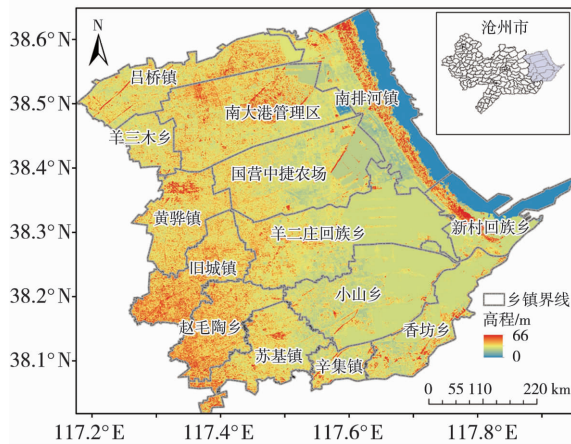 38.6°N
38.5°N
38.4°N
38.3°N
38.2°N
38.1°N
N
沧州市
吕桥镇
南大港管理区
南排河镇
羊三木乡
国营中捷农场
黄骅镇
羊二庄回族乡
新村回族乡
旧城镇
小山乡
赵毛陶乡
香坊乡
苏基镇
辛集镇
乡镇界线
高程/m
66
0
0 55 110 220 km
117.2°E 117.4°E 117.6°E 117.8°E